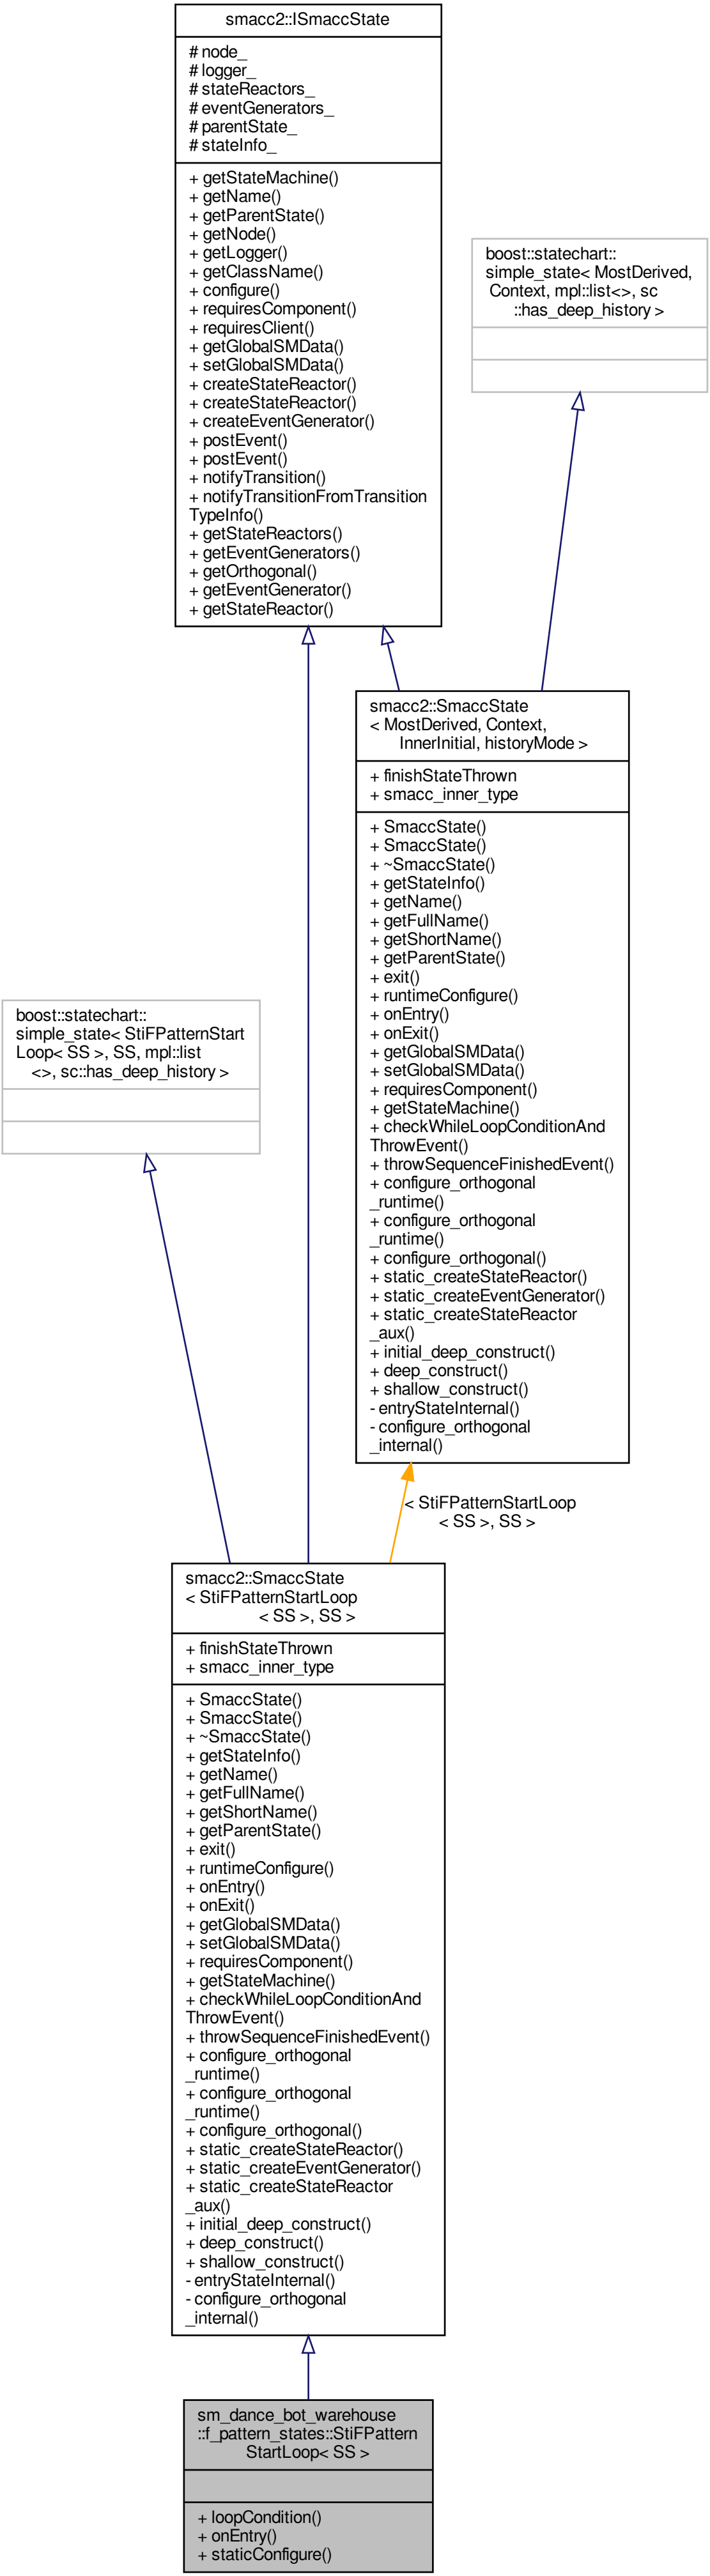 smacc2::ISmaccState
# node_
# logger_
# stateReactors_
# eventGenerators_
# parentState_
# stateInfo_
+ getStateMachine()
+ getName()
+ getParentState()
+ getNode()
+ getLogger()
+ getClassName()
+ configure()
+ requiresComponent()
+ requiresClient()
+ getGlobalSMData()
+ setGlobalSMData()
+ createStateReactor()
+ createStateReactor()
+ createEventGenerator()
+ postEvent()
+ postEvent()
+ notifyTransition()
+ notifyTransitionFromTransition
TypeInfo()
+ getStateReactors()
+ getEventGenerators()
+ getOrthogonal()
+ getEventGenerator()
+ getStateReactor()
boost::statechart::
simple_state< MostDerived,
Context, mpl::list<>, sc
::has_deep_history >
smacc2::SmaccState
< MostDerived, Context,
InnerInitial, historyMode >
+ finishStateThrown
+ smacc_inner_type
+ SmaccState()
+ SmaccState()
+ ~SmaccState()
+ getStateInfo()
+ getName()
+ getFullName()
+ getShortName()
+ getParentState()
+ exit()
+ runtimeConfigure()
+ onEntry()
+ onExit()
+ getGlobalSMData()
+ setGlobalSMData()
+ requiresComponent()
+ getStateMachine()
+ checkWhileLoopConditionAnd
ThrowEvent()
+ throwSequenceFinishedEvent()
+ configure_orthogonal
_runtime()
+ configure_orthogonal
_runtime()
+ configure_orthogonal()
+ static_createStateReactor()
+ static_createEventGenerator()
+ static_createStateReactor
_aux()
+ initial_deep_construct()
+ deep_construct()
+ shallow_construct()
- entryStateInternal()
- configure_orthogonal
_internal()
boost::statechart::
simple_state< StiFPatternStart
Loop< SS >, SS, mpl::list
<>, sc::has_deep_history >
< StiFPatternStartLoop
< SS >, SS >
smacc2::SmaccState
< StiFPatternStartLoop
< SS >, SS >
+ finishStateThrown
+ smacc_inner_type
+ SmaccState()
+ SmaccState()
+ ~SmaccState()
+ getStateInfo()
+ getName()
+ getFullName()
+ getShortName()
+ getParentState()
+ exit()
+ runtimeConfigure()
+ onEntry()
+ onExit()
+ getGlobalSMData()
+ setGlobalSMData()
+ requiresComponent()
+ getStateMachine()
+ checkWhileLoopConditionAnd
ThrowEvent()
+ throwSequenceFinishedEvent()
+ configure_orthogonal
_runtime()
+ configure_orthogonal
_runtime()
+ configure_orthogonal()
+ static_createStateReactor()
+ static_createEventGenerator()
+ static_createStateReactor
_aux()
+ initial_deep_construct()
+ deep_construct()
+ shallow_construct()
- entryStateInternal()
- configure_orthogonal
_internal()
sm_dance_bot_warehouse
::f_pattern_states::StiFPattern
StartLoop< SS >
+ loopCondition()
+ onEntry()
+ staticConfigure()